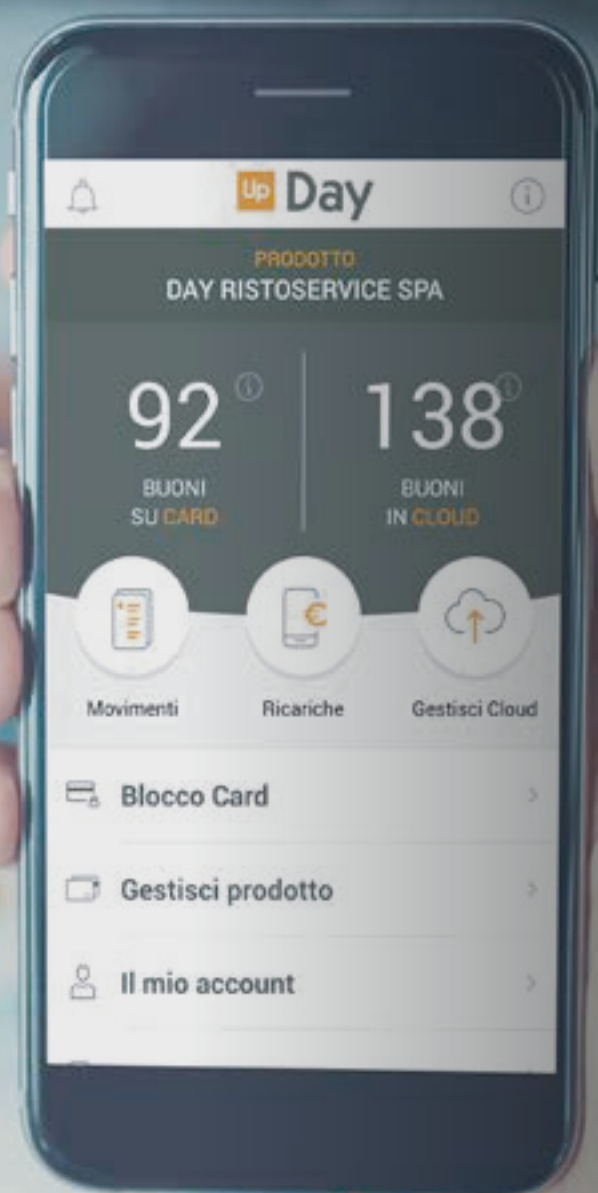 Up Day
PRODOTTO
DAY RISTOSERVICE SPA
92
138
BUONI
SU CARD
BUONI
IN CLOUD
Movimenti
Ricariche
Gestisci Cloud
Blocco Card
Gestisci prodotto
Il mio account